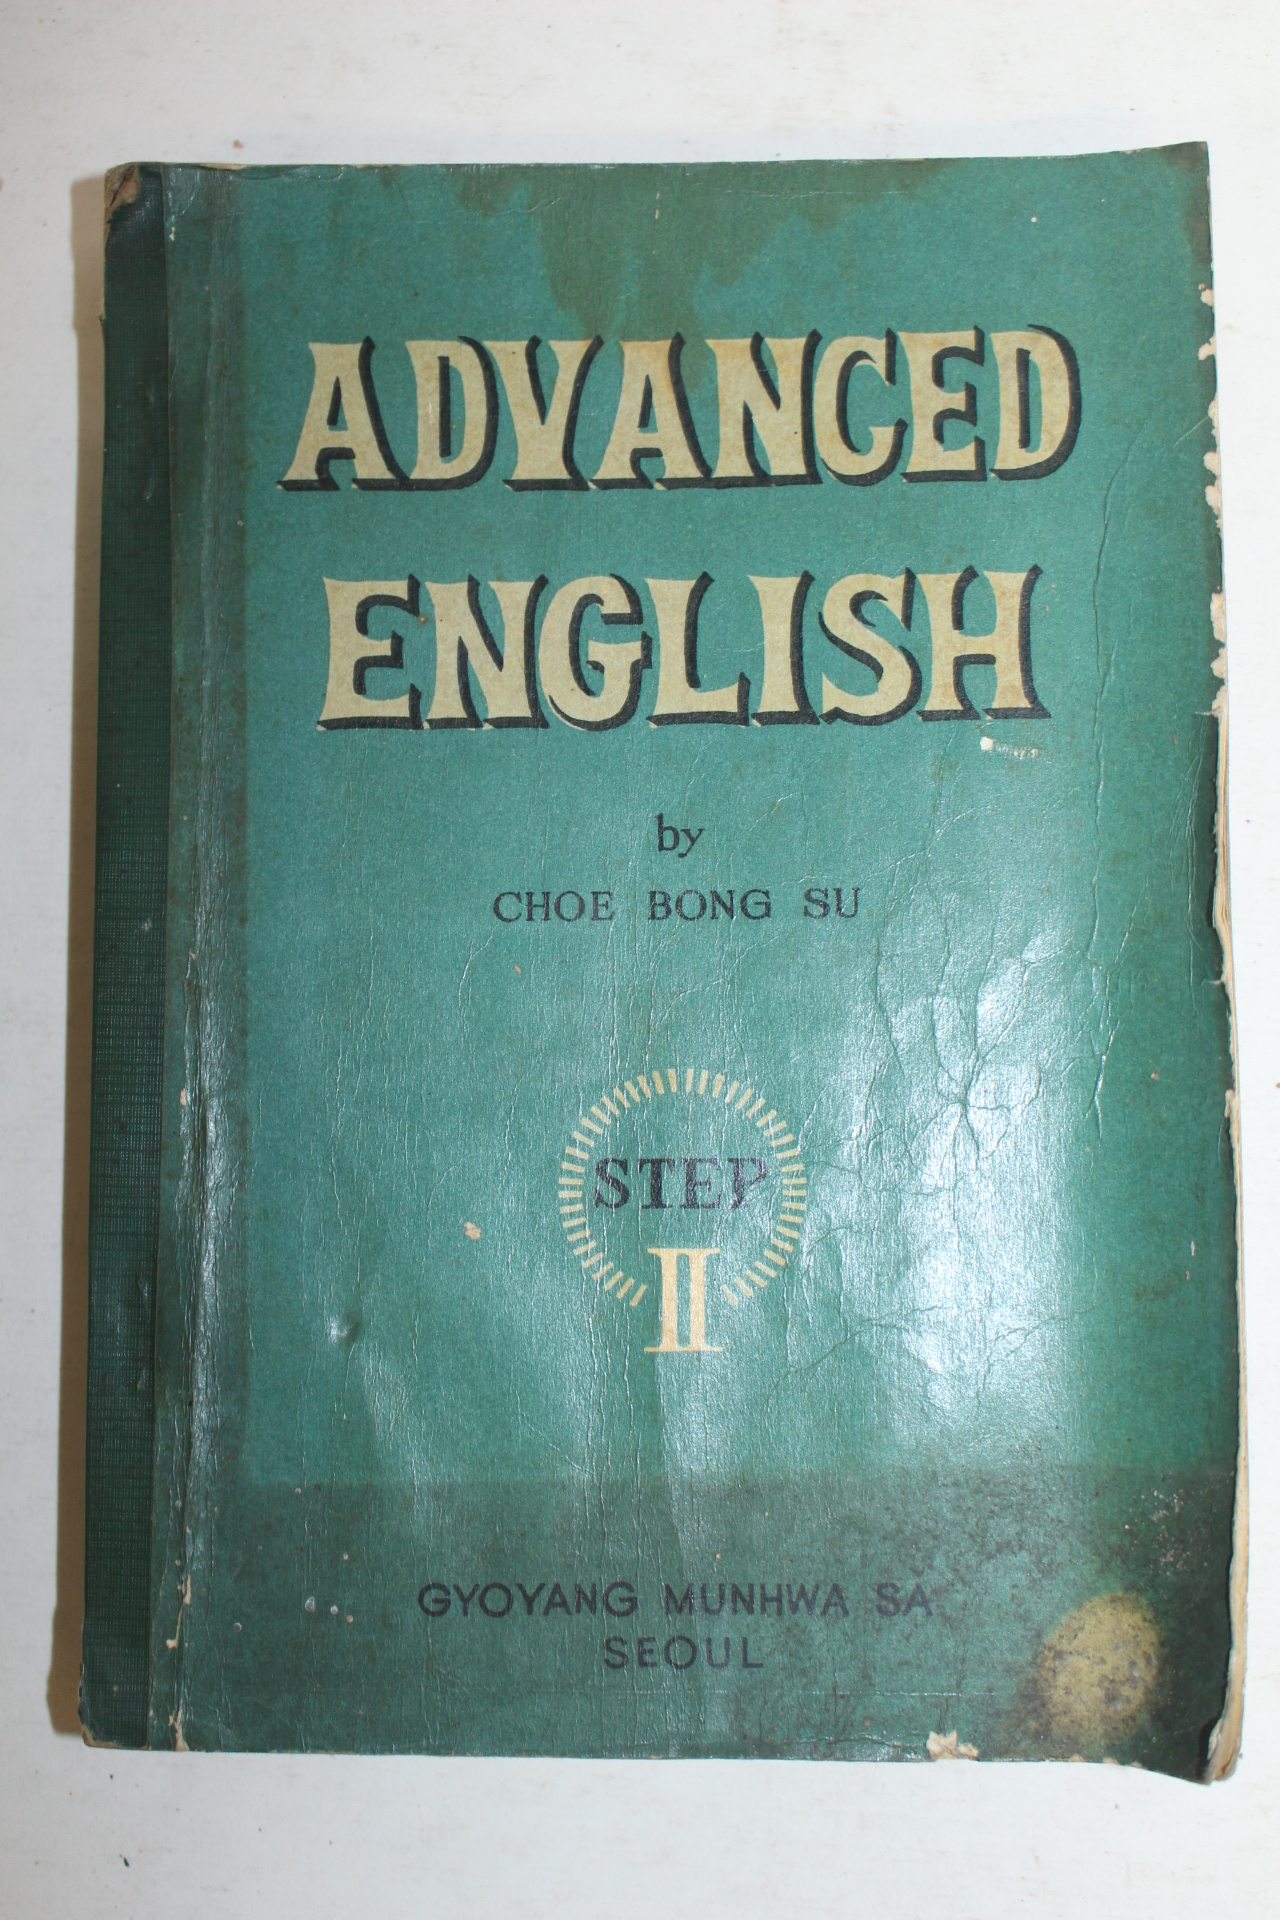 ADVANCED
ENGLISH
by
CHOE BONG SU
STEP
II
GYOYANG MUNHWA SA
SEOUL